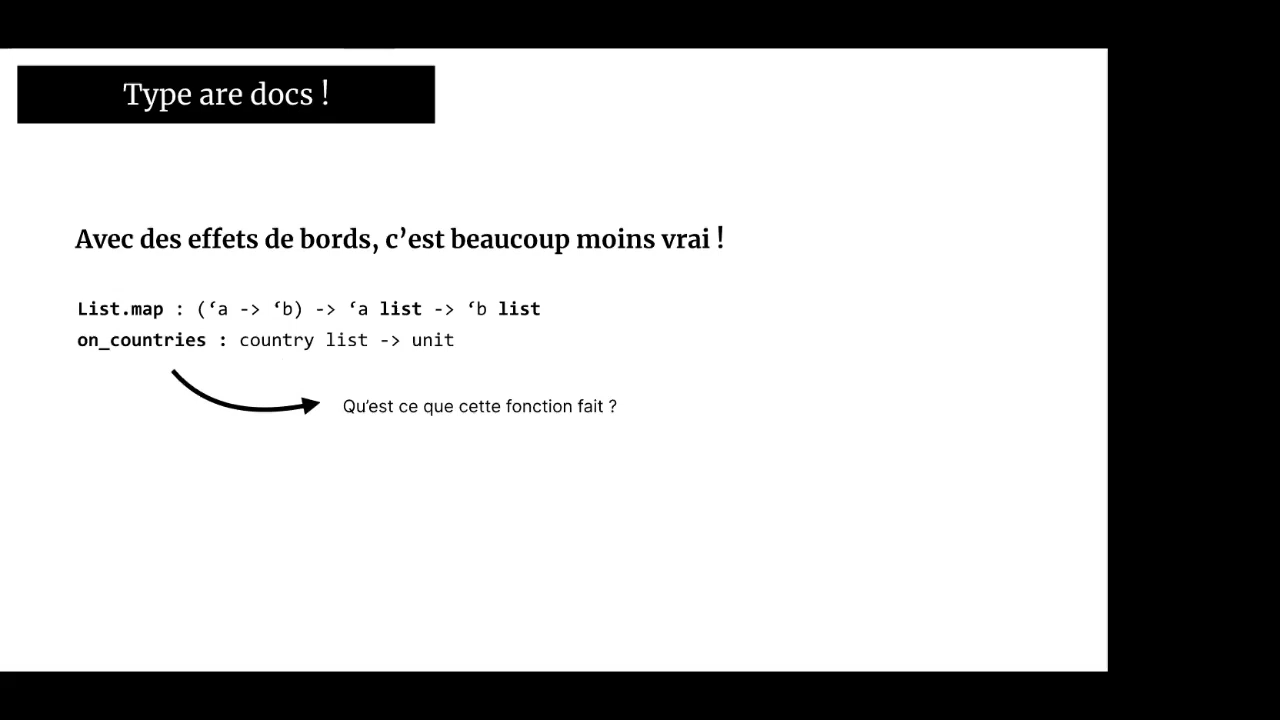 Type are docs !
Avec des effets de bords, c’est beaucoup moins vrai !
List.map : (‘a -> ‘b) -> ‘a list -> ‘b list
on_countries : country list -> unit
Qu’est ce que cette fonction fait ?